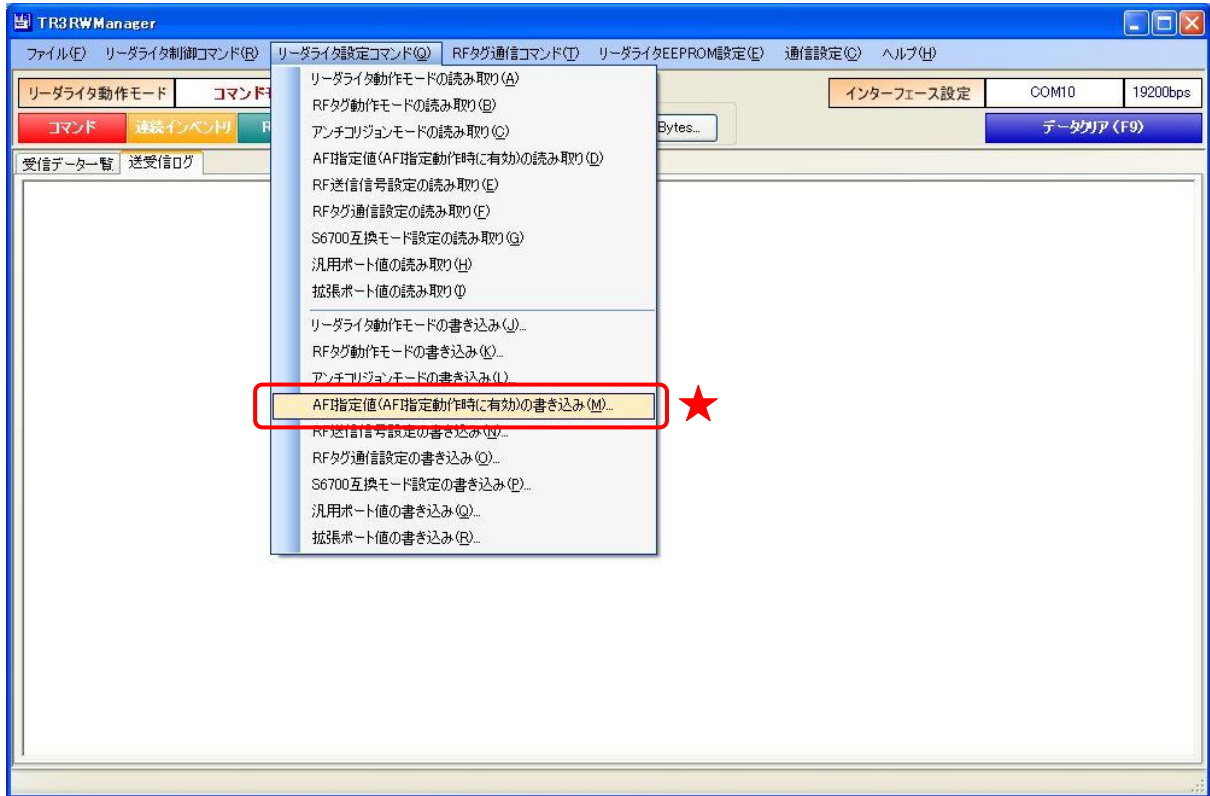 TR3RWManager
ファイル(F) リーダライタ制御コマンド(R) リーダライタ設定コマンド(Q) RFタグ通信コマンド(T) リーダライタEEPROM設定(E) 通信設定(C) ヘルプ(H)
リーダライタ動作モード コマンドモ インターフェース設定 COM10 19200bps
コマンド 連続インベントリ R Bytes... データクリア(F9)
受信データ一覧 送受信ログ
リーダライタ動作モードの読み取り(A)
RFタグ動作モードの読み取り(B)
アンチコリジョンモードの読み取り(C)
AFI指定値(AFI指定動作時に有効)の読み取り(D)
RF送信信号設定の読み取り(E)
RFタグ通信設定の読み取り(F)
S6700互換モード設定の読み取り(G)
汎用ポート値の読み取り(H)
拡張ポート値の読み取り(I)
リーダライタ動作モードの書き込み(J)...
RFタグ動作モードの書き込み(K)...
アンチコリジョンモードの書き込み(L)...
AFI指定値(AFI指定動作時に有効)の書き込み(M)... ★
RF送信信号設定の書き込み(N)...
RFタグ通信設定の書き込み(O)...
S6700互換モード設定の書き込み(P)...
汎用ポート値の書き込み(Q)...
拡張ポート値の書き込み(R)...